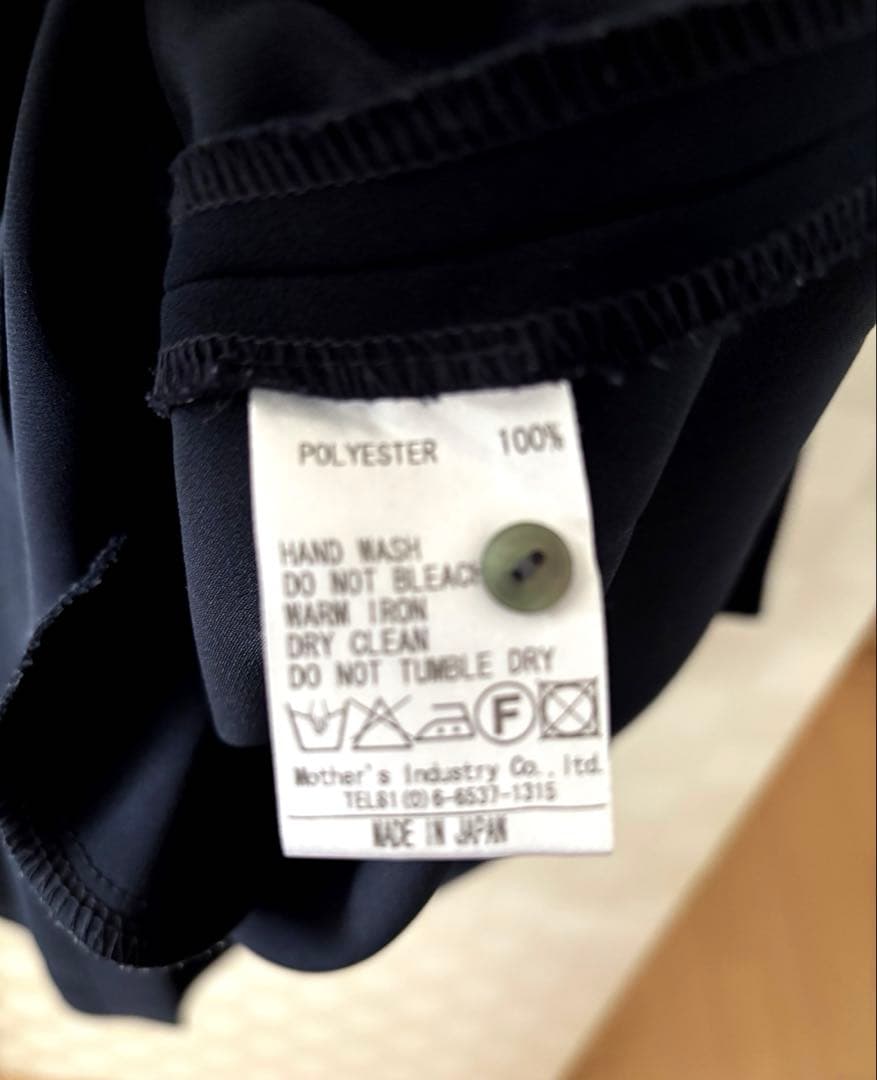 POLYESTER 100%
HAND WASH
DO NOT BLEACH
WARM IRON
DRY CLEAN
DO NOT TUMBLE DRY
F
Mother's Industry Co.,ltd.
TEL81(0)6-6537-1315
MADE IN JAPAN